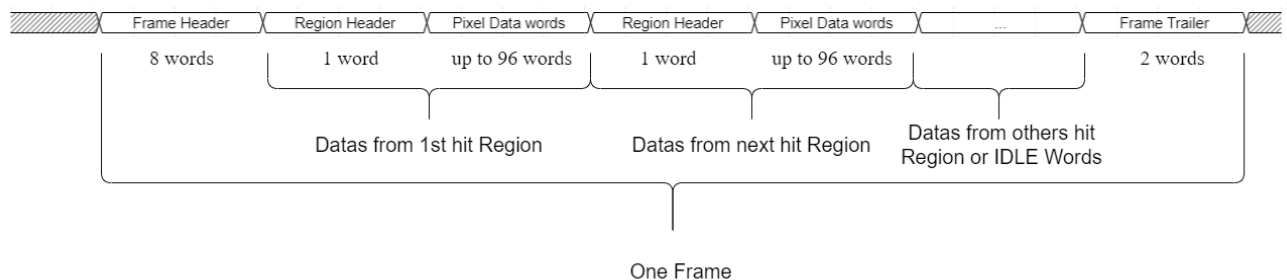 Frame Header Region Header Pixel Data words Region Header Pixel Data words ... Frame Trailer
8 words 1 word up to 96 words 1 word up to 96 words 2 words
Datas from 1st hit Region
Datas from next hit Region
Datas from others hit
Region or IDLE Words
One Frame